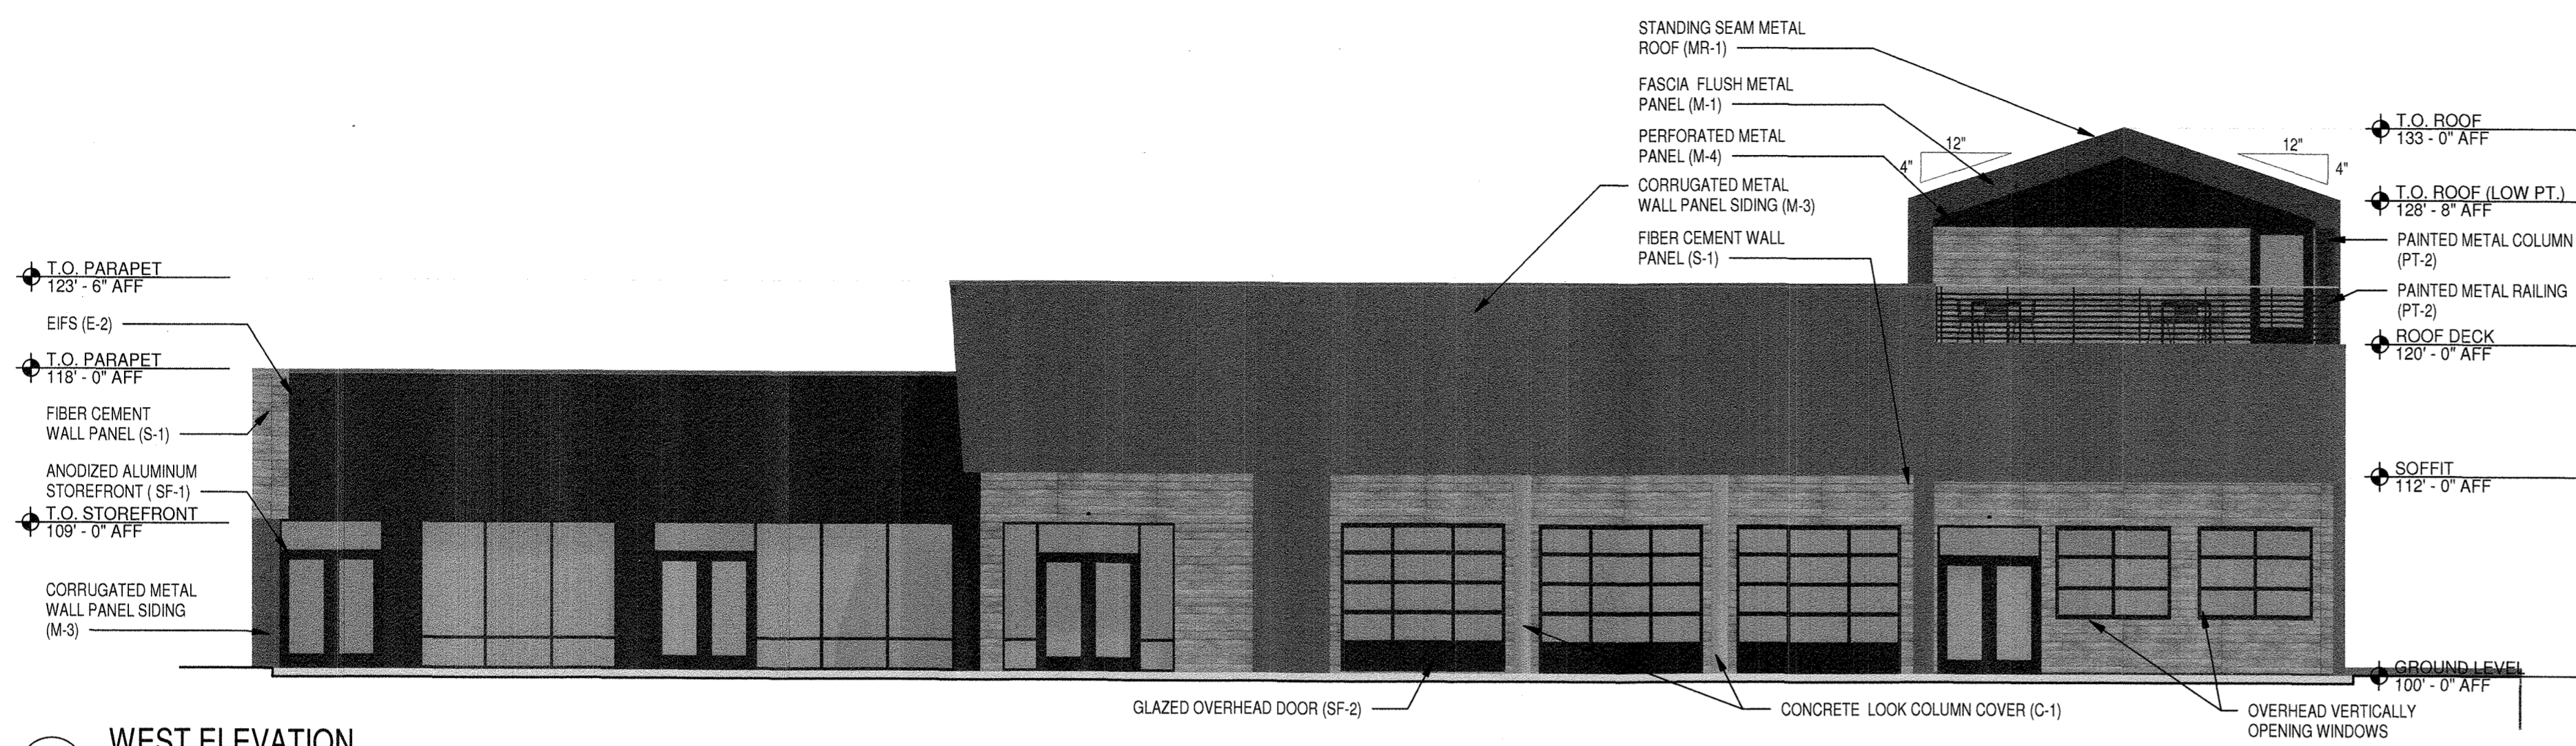 STANDING SEAM METAL
ROOF (MR-1)
FASCIA FLUSH METAL
PANEL (M-1)
PERFORATED METAL
PANEL (M-4)
CORRUGATED METAL
WALL PANEL SIDING (M-3)
FIBER CEMENT WALL
PANEL (S-1)
12"
4"
12"
4"
T.O. ROOF
133 - 0" AFF
T.O. ROOF (LOW PT.)
128' - 8" AFF
PAINTED METAL COLUMN
(PT-2)
PAINTED METAL RAILING
(PT-2)
ROOF DECK
120' - 0" AFF
SOFFIT
112' - 0" AFF
GROUND LEVEL
100' - 0" AFF
T.O. PARAPET
123' - 6" AFF
EIFS (E-2)
T.O. PARAPET
118' - 0" AFF
FIBER CEMENT
WALL PANEL (S-1)
ANODIZED ALUMINUM
STOREFRONT ( SF-1)
T.O. STOREFRONT
109' - 0" AFF
CORRUGATED METAL
WALL PANEL SIDING
(M-3)
GLAZED OVERHEAD DOOR (SF-2)
CONCRETE LOOK COLUMN COVER (C-1)
OVERHEAD VERTICALLY
OPENING WINDOWS
WEST ELEVATION